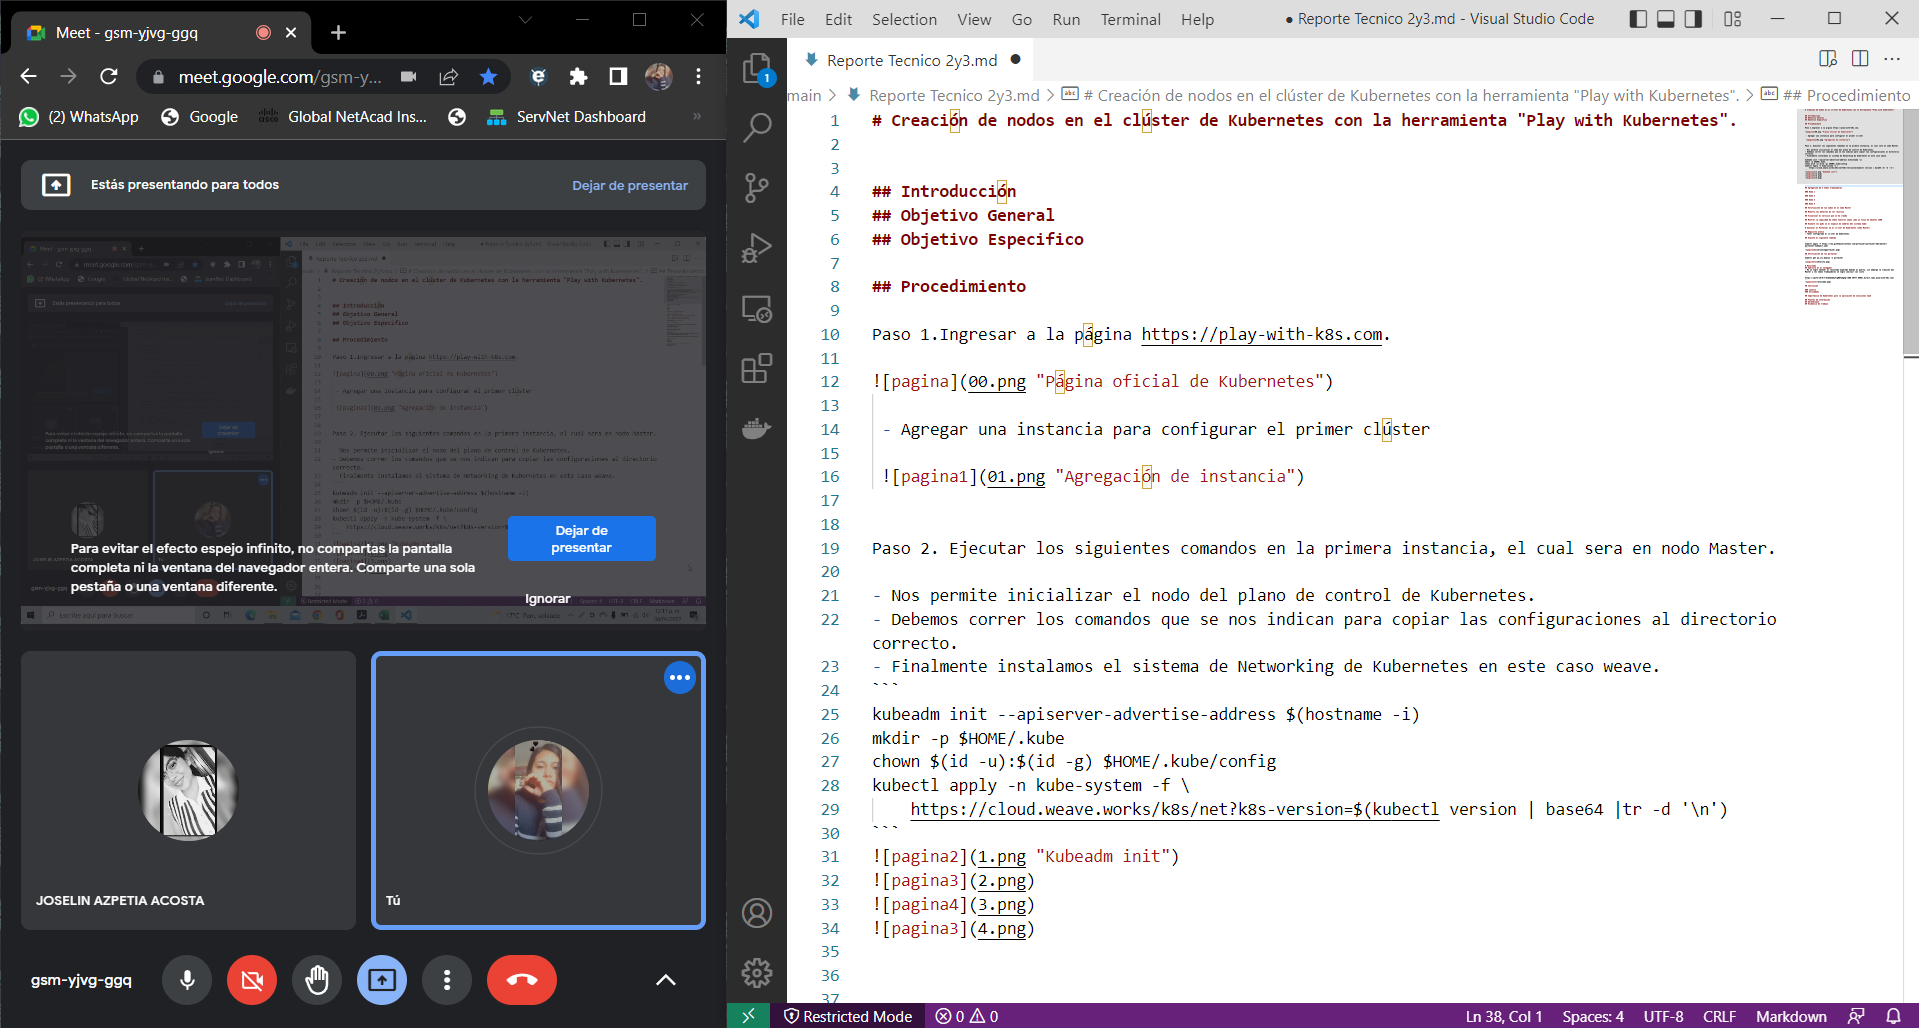 Meet - gsm-yjvg-ggq
meet.google.com/gsm-y...
(2) WhatsApp
Google
Global NetAcad Ins...
ServNet Dashboard
»
Estás presentando para todos
Dejar de presentar
Para evitar el efecto espejo infinito, no compartas la pantalla
completa ni la ventana del navegador entera. Comparte una sola
pestaña o una ventana diferente.
Dejar de
presentar
Ignorar
JOSELIN AZPETIA ACOSTA
Tú
gsm-yjvg-ggq
File Edit Selection View Go Run Terminal Help
● Reporte Tecnico 2y3.md - Visual Studio Code
1
Reporte Tecnico 2y3.md ●
main > Reporte Tecnico 2y3.md > # Creación de nodos en el clúster de Kubernetes con la herramienta "Play with Kubernetes". > ## Procedimiento
1 # Creación de nodos en el clúster de Kubernetes con la herramienta "Play with Kubernetes".
2
3
4 ## Introducción
5 ## Objetivo General
6 ## Objetivo Especifico
7
8 ## Procedimiento
9
10 Paso 1.Ingresar a la página https://play-with-k8s.com.
11
12 ![pagina](00.png "Página oficial de Kubernetes")
13
14 - Agregar una instancia para configurar el primer clúster
15
16 ![pagina1](01.png "Agregación de instancia")
17
18
19 Paso 2. Ejecutar los siguientes comandos en la primera instancia, el cual sera en nodo Master.
20
21 - Nos permite inicializar el nodo del plano de control de Kubernetes.
22 - Debemos correr los comandos que se nos indican para copiar las configuraciones al directorio
correcto.
23 - Finalmente instalamos el sistema de Networking de Kubernetes en este caso weave.
24 ```
25 kubeadm init --apiserver-advertise-address $(hostname -i)
26 mkdir -p $HOME/.kube
27 chown $(id -u):$(id -g) $HOME/.kube/config
28 kubectl apply -n kube-system -f \
29 https://cloud.weave.works/k8s/net?k8s-version=$(kubectl version | base64 |tr -d '\n')
30 ```
31 ![pagina2](1.png "Kubeadm init")
32 ![pagina3](2.png)
33 ![pagina4](3.png)
34 ![pagina3](4.png)
35
36
37
Restricted Mode
0 0
Ln 38, Col 1
Spaces: 4
UTF-8
CRLF
Markdown